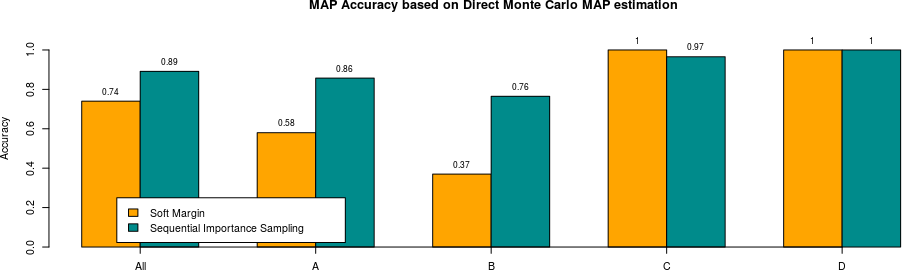 MAP Accuracy based on Direct Monte Carlo MAP estimation
Accuracy
1.0
0.8
0.6
0.4
0.2
0.0
0.74
0.89
0.58
0.86
0.37
0.76
1
0.97
1
1
Soft Margin
Sequential Importance Sampling
All
A
B
C
D